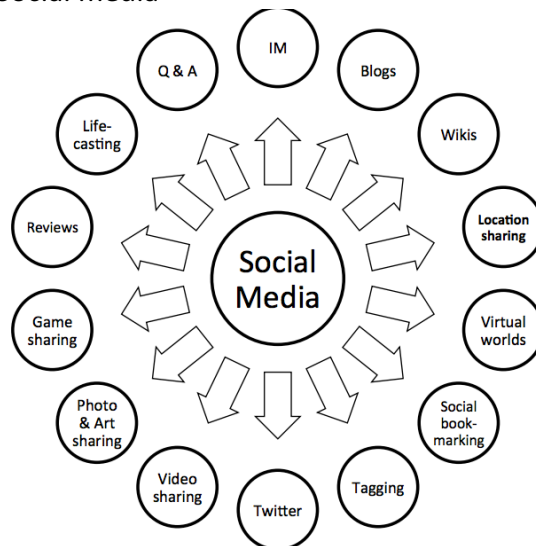 Social Media
IM
Blogs
Wikis
Location
sharing
Virtual
worlds
Social
book-
marking
Tagging
Twitter
Video
sharing
Photo
& Art
sharing
Game
sharing
Reviews
Life-
casting
Q & A
Social
Media